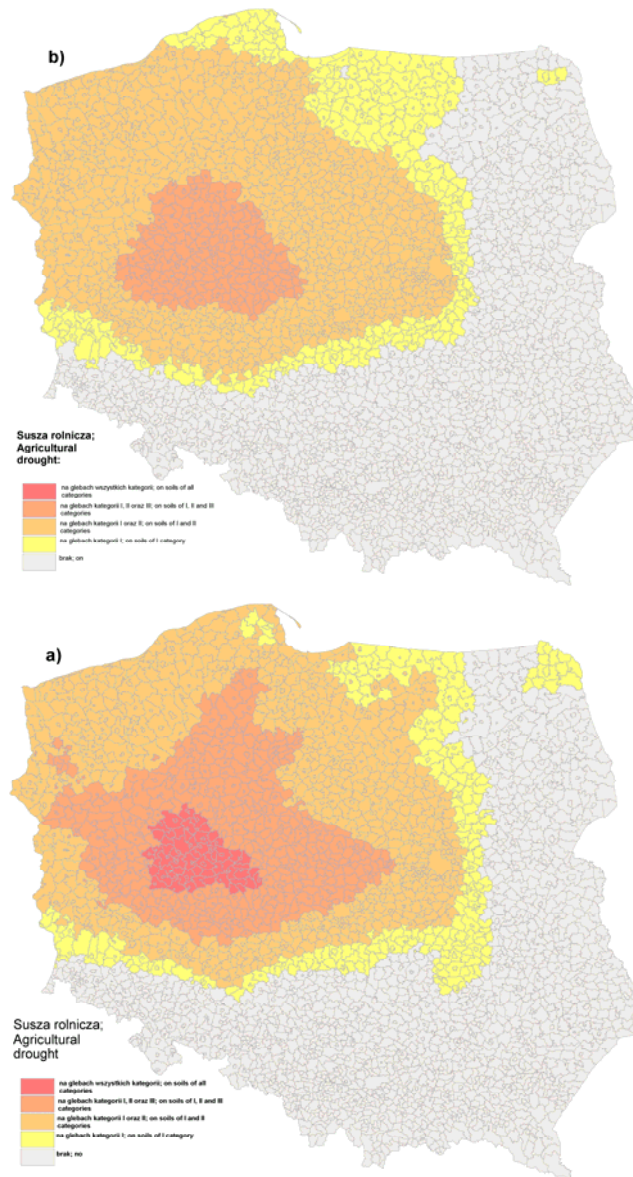 b)
Susza rolnicza;
Agricultural
drought:
na glebach wszystkich kategorii; on soils of all
categories
na glebach kategorii I, II oraz III; on soils of I, II and III
categories
na glebach kategorii I oraz II; on soils of I and II
categories
na glebach kategorii I; on soils of I category
brak; on
a)
Susza rolnicza;
Agricultural
drought
na glebach wszystkich kategorii; on soils of all
categories
na glebach kategorii I, II oraz III; on soils of I, II and III
categories
na glebach kategorii I oraz II; on soils of I and II
categories
na glebach kategorii I; on soils of I category
brak; no